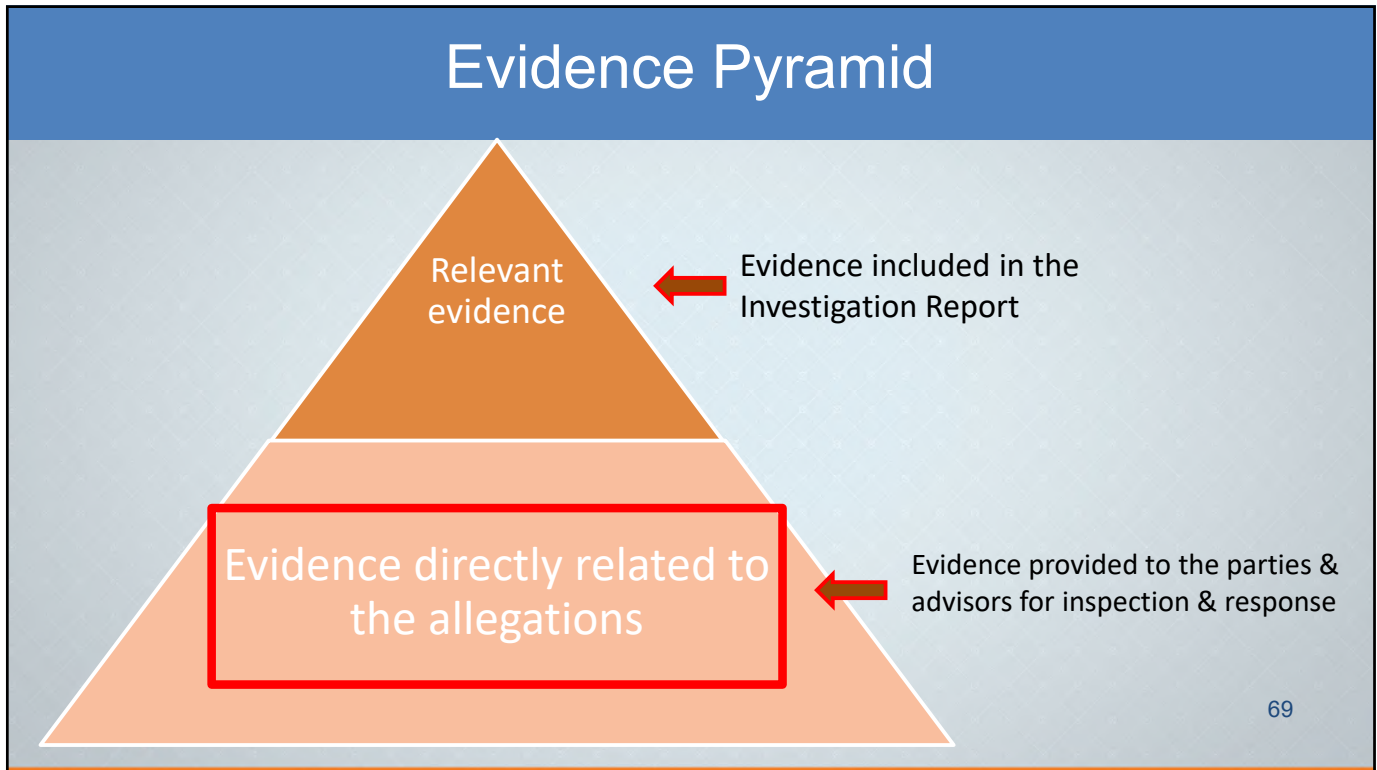 Evidence Pyramid
Relevant
evidence
Evidence included in the
Investigation Report
Evidence directly related to
the allegations
Evidence provided to the parties &
advisors for inspection & response
69